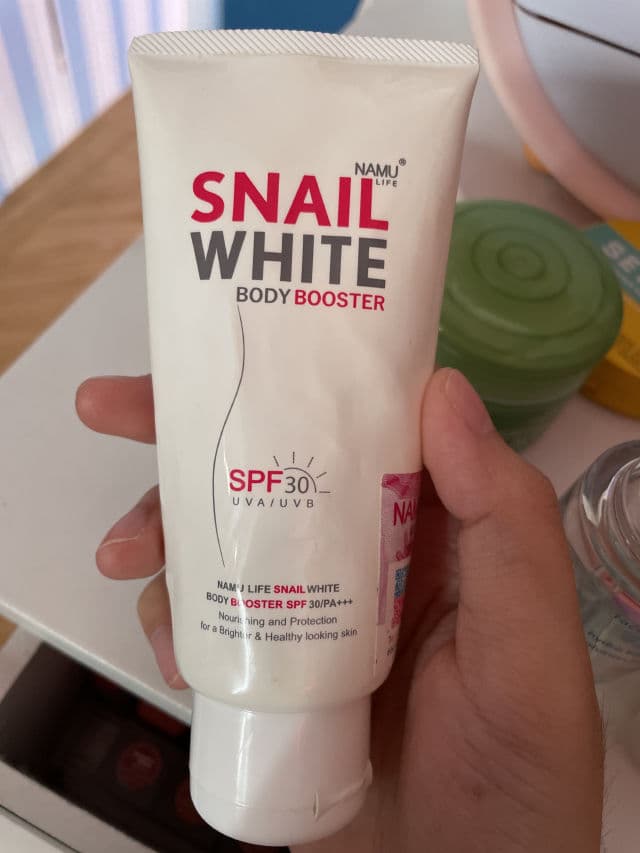 NAMU®
LIFE
SNAIL
WHITE
BODY BOOSTER
SPF30
UVA/UVB
NAMU LIFE SNAIL WHITE
BODY BOOSTER SPF 30/PA+++
Nourishing and Protection
for a Brighter & Healthy looking skin